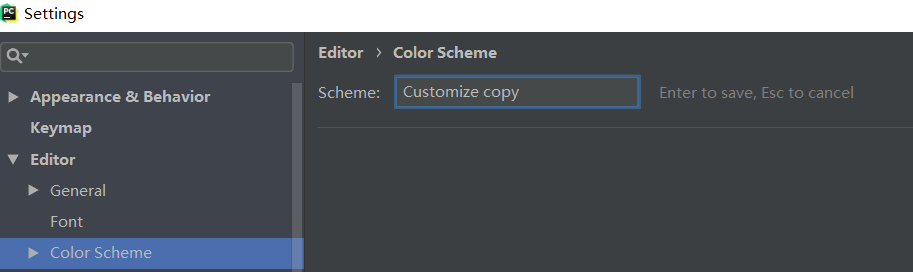 PC Settings
Editor › Color Scheme
Scheme: Customize copy Enter to save, Esc to cancel
Appearance & Behavior
Keymap
Editor
General
Font
Color Scheme